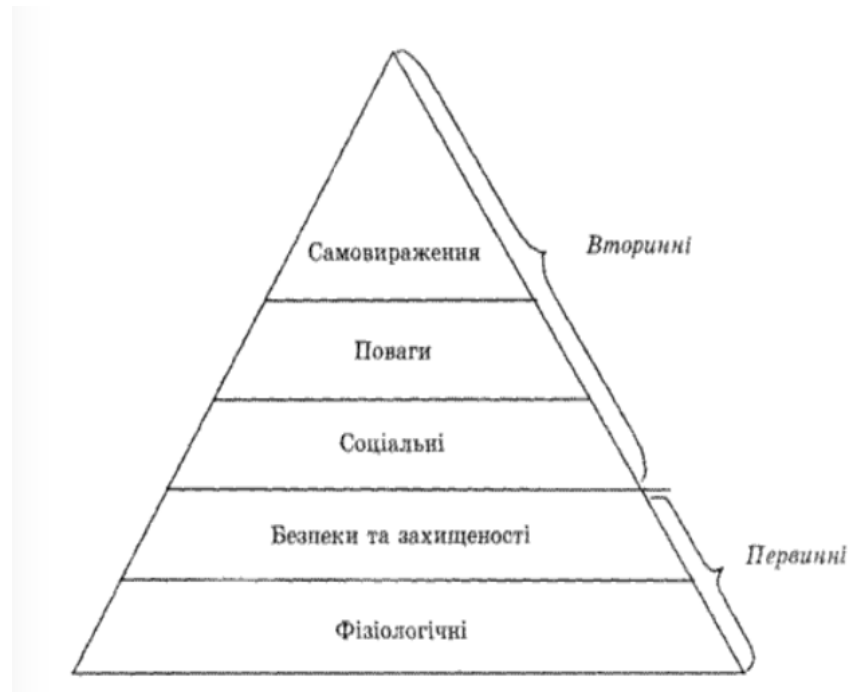 Самовираження
Вторинні
Поваги
Соціальні
Безпеки та захищеності
Первинні
Фізіологічні